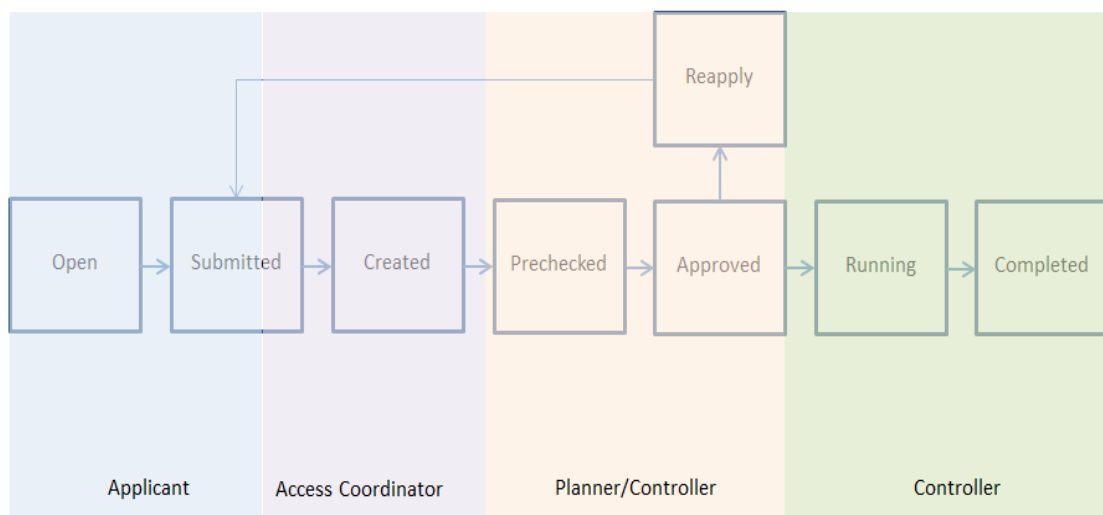 Reapply
Open
Submitted
Created
Prechecked
Approved
Running
Completed
Applicant
Access Coordinator
Planner/Controller
Controller